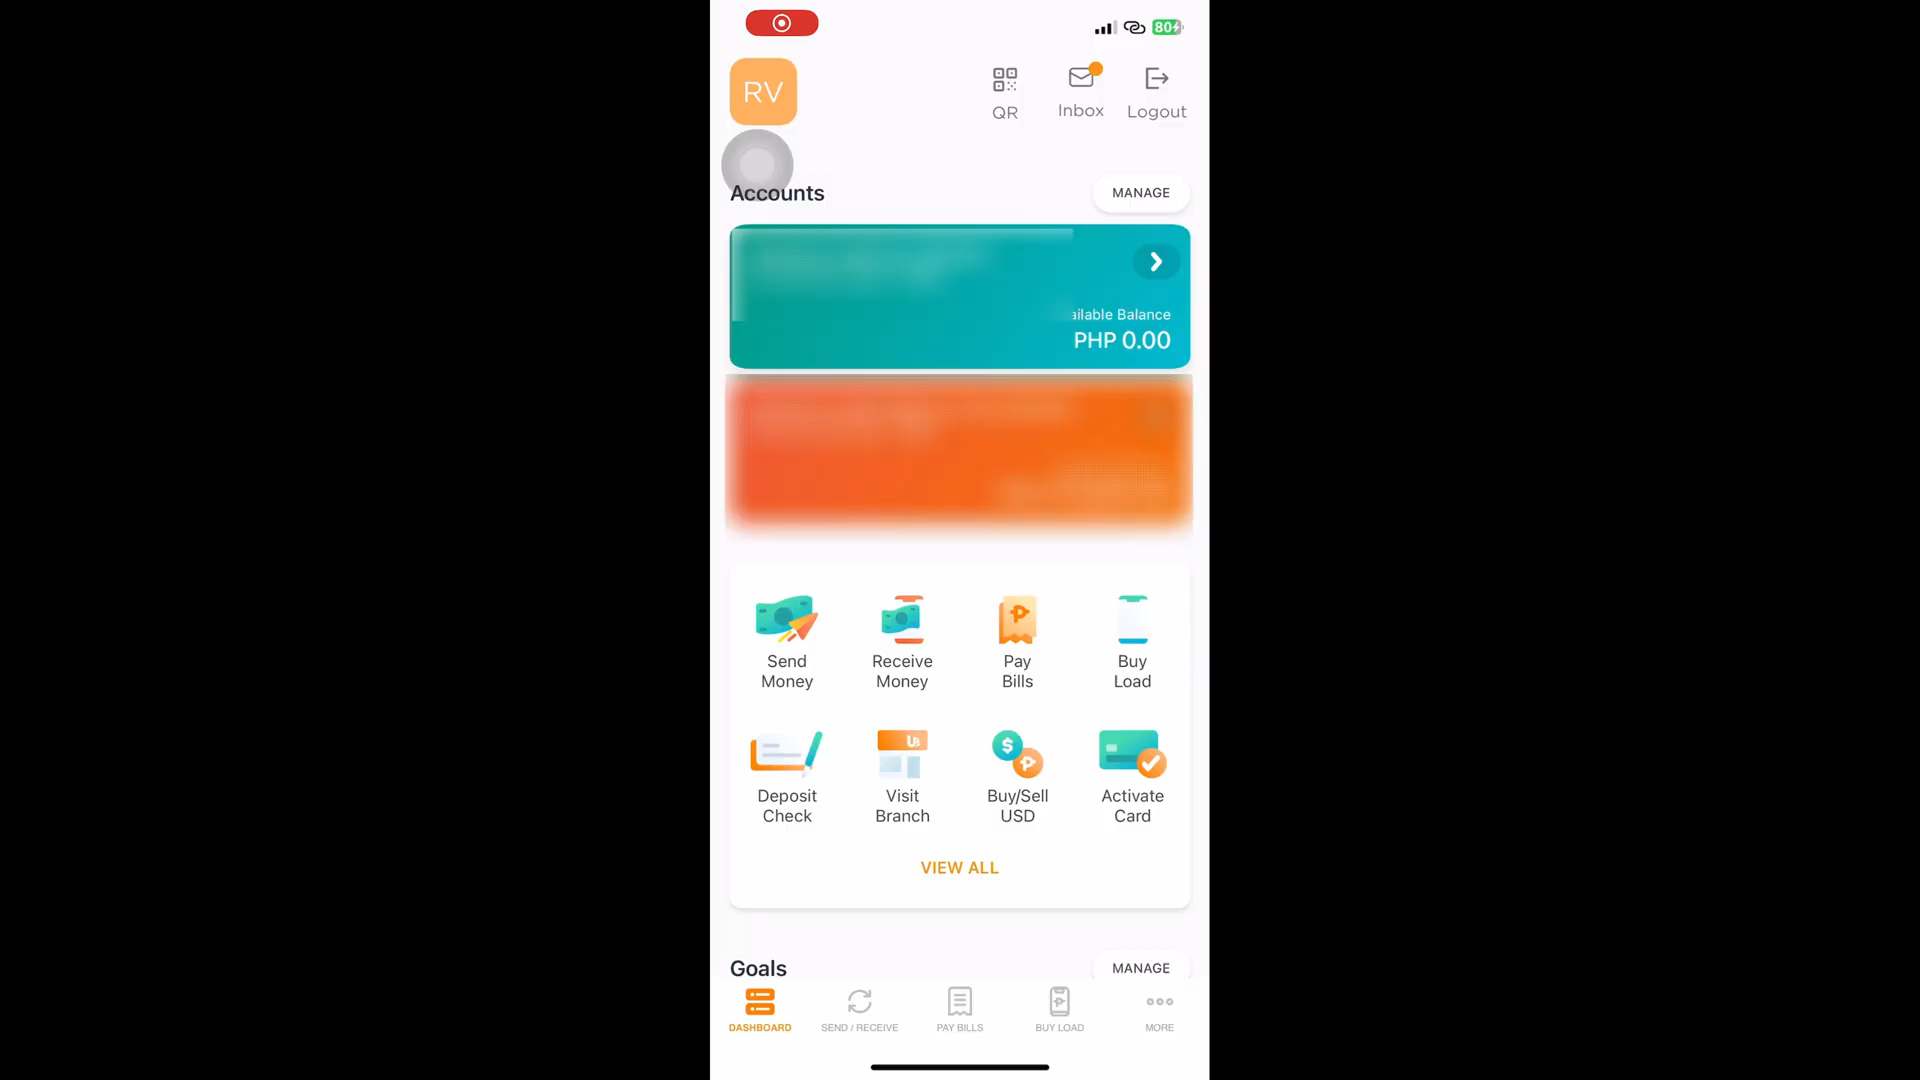 80
RV
QR
Inbox
Logout
Accounts
MANAGE
ilable Balance
PHP 0.00
Send Money
Receive Money
Pay Bills
Buy Load
UB
Deposit Check
Visit Branch
Buy/Sell USD
Activate Card
VIEW ALL
Goals
MANAGE
DASHBOARD
SEND / RECEIVE
PAY BILLS
BUY LOAD
MORE